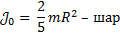 𝒥₀ = 2/5 mR² – шар